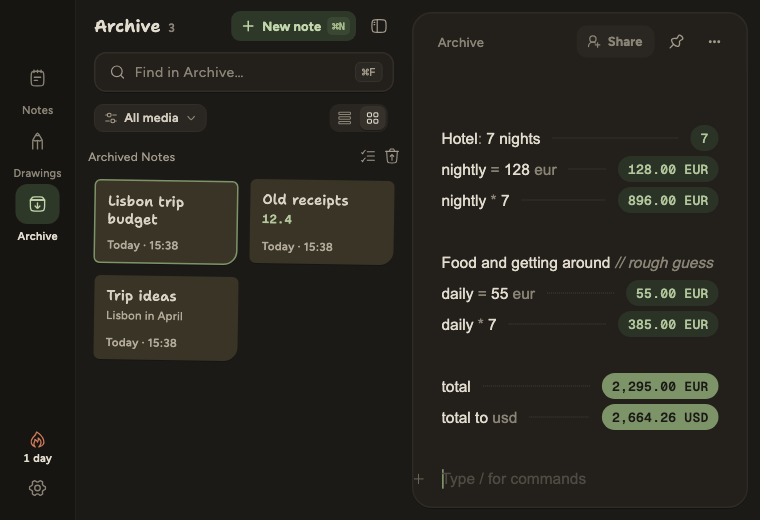 Archive 3
+ New note ⌘N
Find in Archive... ⌘F
All media
Archived Notes
Lisbon trip
budget
Today · 15:38
Old receipts
12.4
Today · 15:38
Trip ideas
Lisbon in April
Today · 15:38
Notes
Drawings
Archive
1 day
Archive
Share
Hotel: 7 nights 7
nightly = 128 eur 128.00 EUR
nightly * 7 896.00 EUR
Food and getting around // rough guess
daily = 55 eur 55.00 EUR
daily * 7 385.00 EUR
total 2,295.00 EUR
total to usd 2,664.26 USD
+ Type / for commands